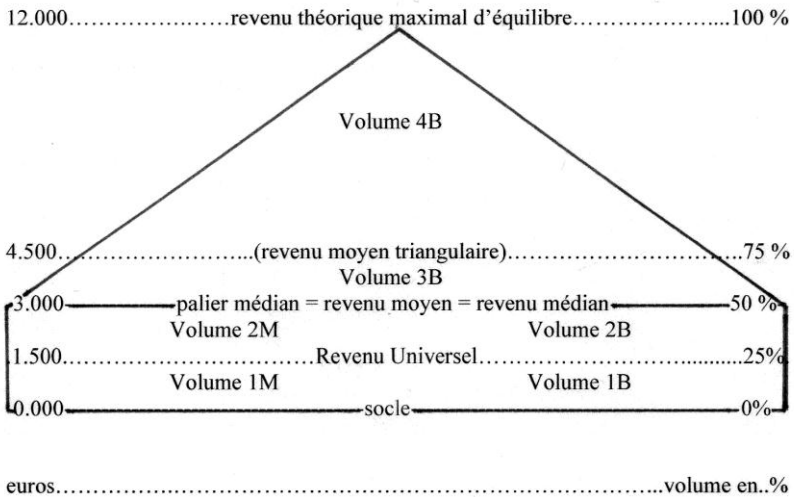 12.000……………………revenu théorique maximal d’équilibre…………………...100 %
Volume 4B
4.500…………………………..(revenu moyen triangulaire)…………………………..75 %
Volume 3B
3.000 palier médian = revenu moyen = revenu médian 50 %
Volume 2M Volume 2B
1.500……………………………Revenu Universel…………………...........25%
Volume 1M Volume 1B
0.000 socle 0%
euros……………………………………………………………………..volume en..%